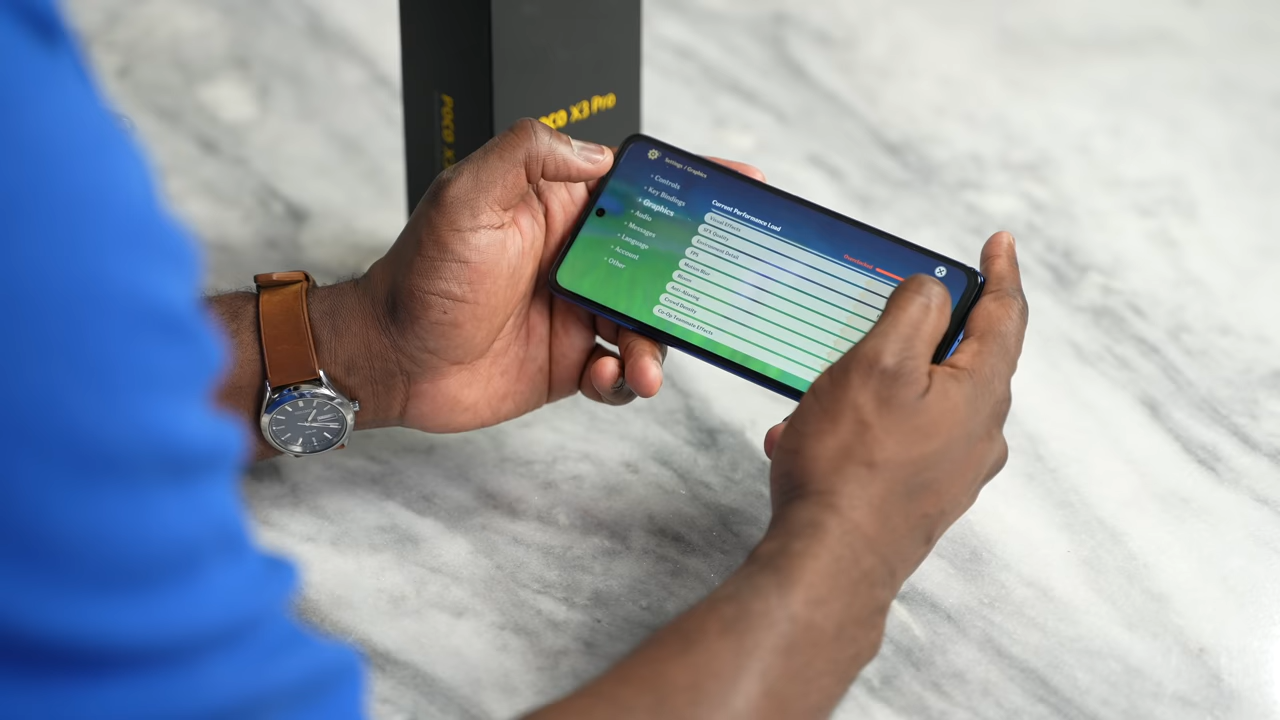 POCO X3 Pro
Settings / Graphics
Controls
Key Bindings
Graphics
Audio
Messages
Language
Account
Other
Current Performance Load
Overclocked
Visual Effects
SFX Quality
Environment Detail
FPS
Motion Blur
Bloom
Anti-Aliasing
Crowd Density
Co-Op Teammate Effects